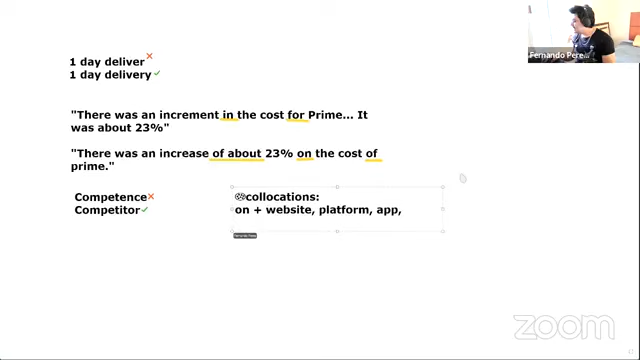 1 day deliver
1 day delivery
"There was an increment in the cost for Prime... It
was about 23%"
"There was an increase of about 23% on the cost of
prime."
Competence
Competitor
collocations:
on + website, platform, app,
Fernando Pere...
zoom